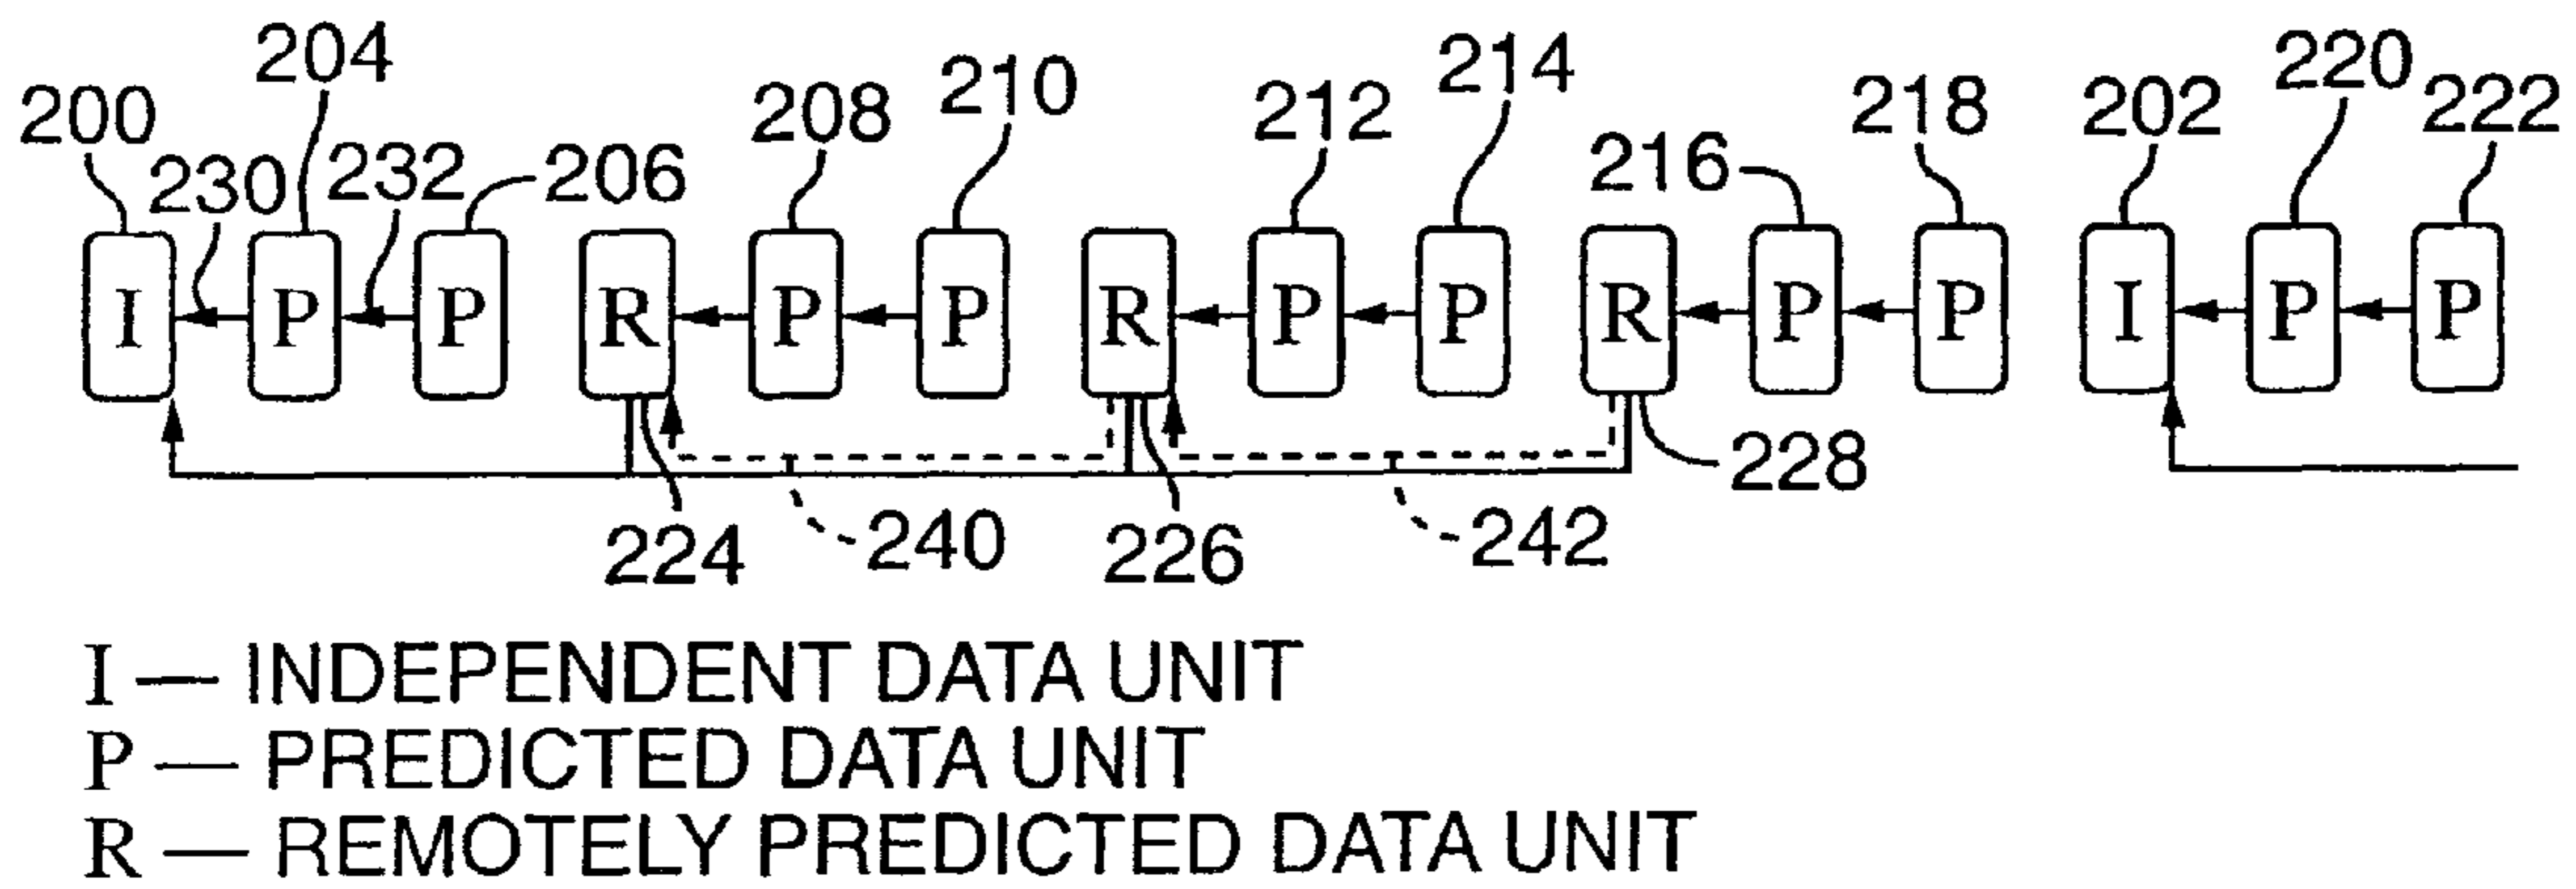 200 204 208 210 212 214 218 202 220 222
230 232 206 216
I P P R P P R P P R P P I P P
228
224 240 226 242
I — INDEPENDENT DATA UNIT
P — PREDICTED DATA UNIT
R — REMOTELY PREDICTED DATA UNIT